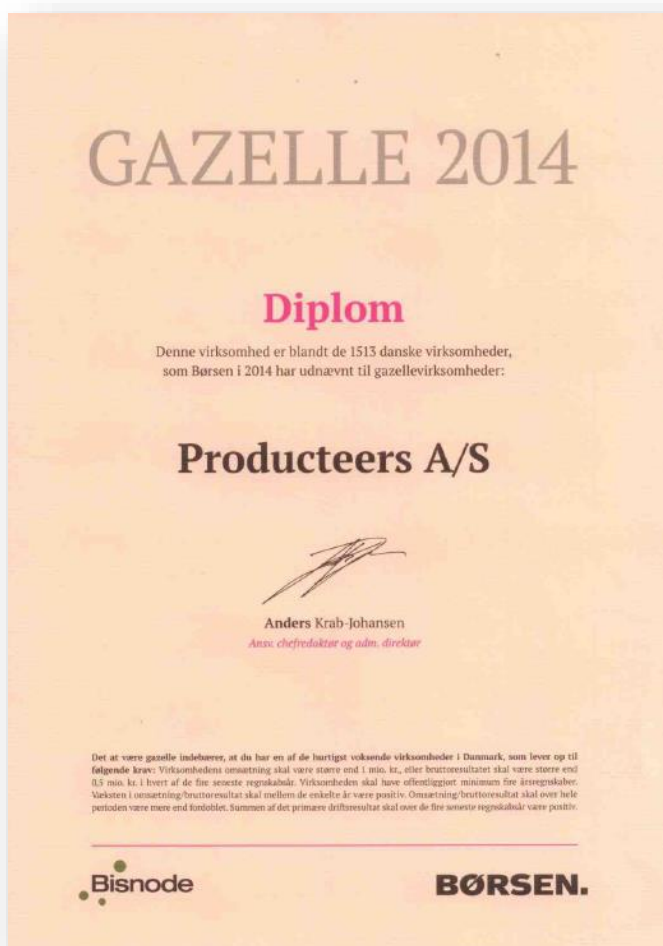 GAZELLE 2014
Diplom
Denne virksomhed er blandt de 1513 danske virksomheder,
som Børsen i 2014 har udnævnt til gazellevirksomheder:
Producteers A/S
Anders Krab-Johansen
Ansv. chefredaktør og adm. direktør
Det at være gazelle indebærer, at du har en af de hurtigst voksende virksomheder i Danmark, som lever op til
følgende krav: Virksomhedens omsætning skal være større end 1 mio. kr., eller bruttoresultatet skal være større end
0,5 mio. kr. i hvert af de fire seneste regnskabsår. Virksomheden skal have offentliggjort minimum fire årsregnskaber.
Væksten i omsætning/bruttoresultat skal mellem de enkelte år være positiv. Omsætning/bruttoresultat skal over hele
perioden være mere end fordoblet. Summen af det primære driftsresultat skal over de fire seneste regnskabsår være positiv.
Bisnode
BØRSEN.